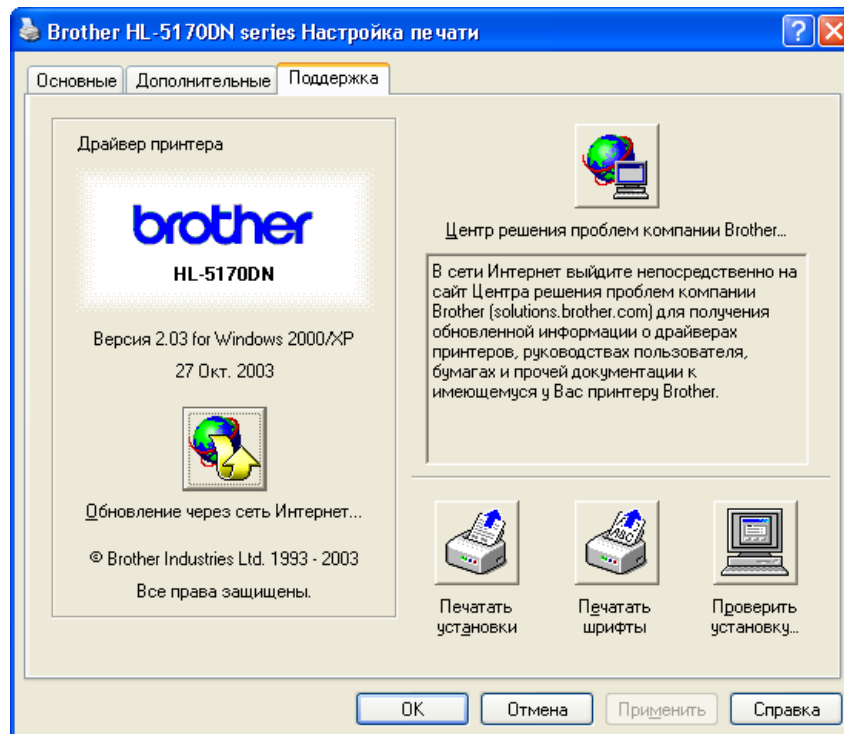 Brother HL-5170DN series Настройка печати
Основные
Дополнительные
Поддержка
Драйвер принтера
brother
HL-5170DN
Версия 2.03 for Windows 2000/XP
27 Окт. 2003
Обновление через сеть Интернет...
© Brother Industries Ltd. 1993 - 2003
Все права защищены.
Центр решения проблем компании Brother...
В сети Интернет выйдите непосредственно на
сайт Центра решения проблем компании
Brother (solutions.brother.com) для получения
обновленной информации о драйверах
принтеров, руководствах пользователя,
бумагах и прочей документации к
имеющемуся у Вас принтеру Brother.
Печатать
установки
ABC
Печатать
шрифты
Проверить
установку...
OK
Отмена
Применить
Справка